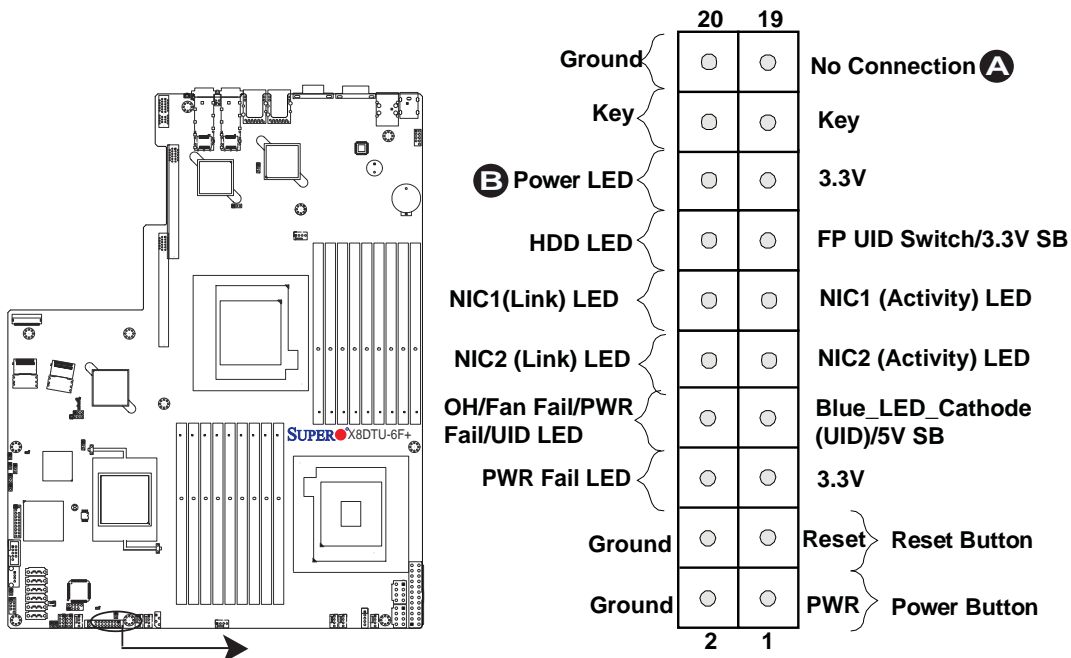 20 19
Ground No Connection A
Key Key
B Power LED 3.3V
HDD LED FP UID Switch/3.3V SB
NIC1(Link) LED NIC1 (Activity) LED
NIC2 (Link) LED NIC2 (Activity) LED
OH/Fan Fail/PWR Blue_LED_Cathode
Fail/UID LED (UID)/5V SB
PWR Fail LED 3.3V
Ground Reset Reset Button
Ground PWR Power Button
2 1
SUPER X8DTU-6F+